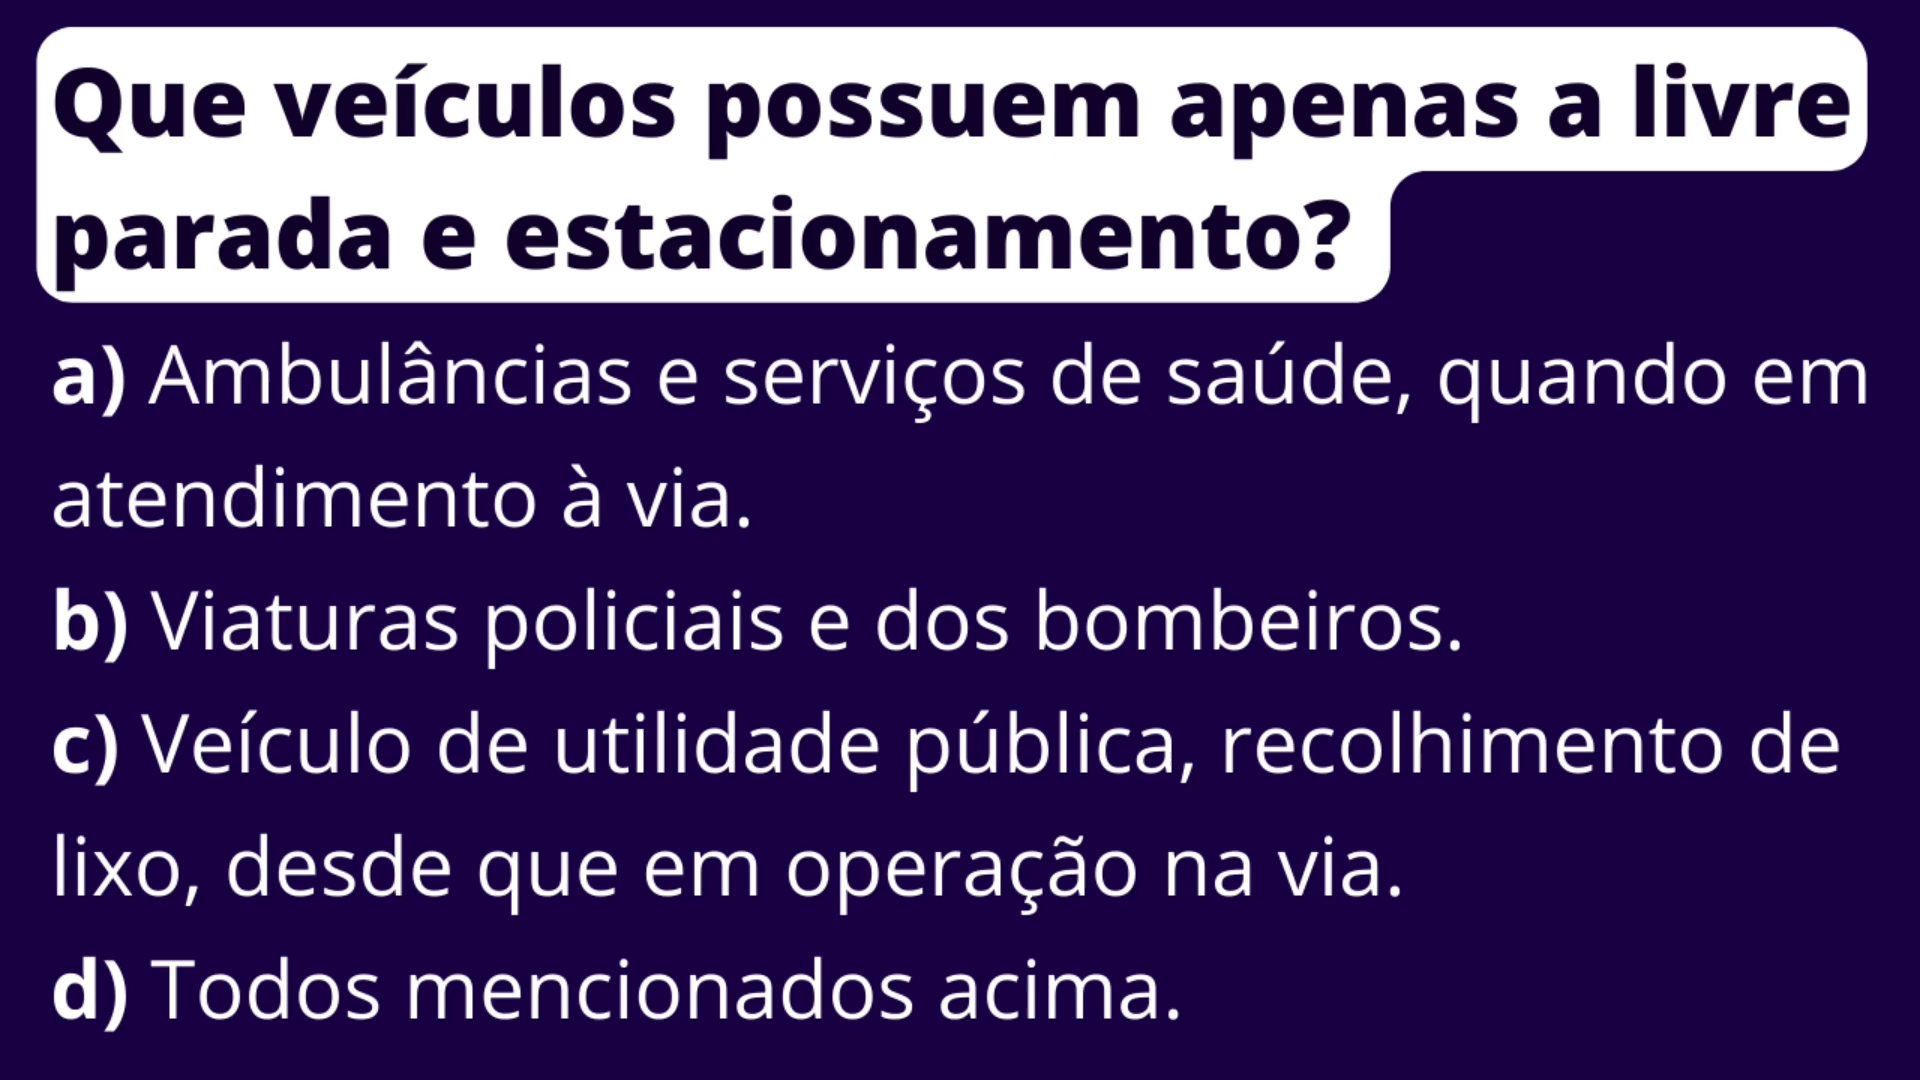 Que veículos possuem apenas a livre
parada e estacionamento?
a) Ambulâncias e serviços de saúde, quando em
atendimento à via.
b) Viaturas policiais e dos bombeiros.
c) Veículo de utilidade pública, recolhimento de
lixo, desde que em operação na via.
d) Todos mencionados acima.